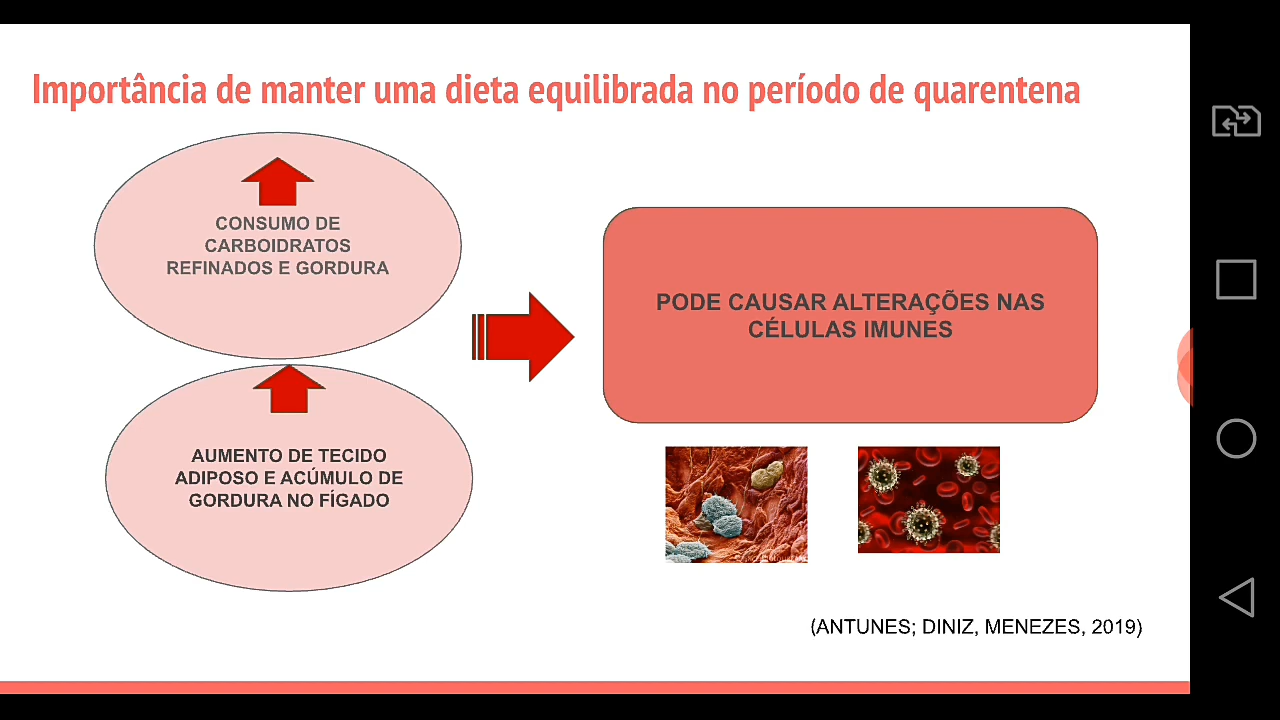 Importância de manter uma dieta equilibrada no período de quarentena
CONSUMO DE
CARBOIDRATOS
REFINADOS E GORDURA
AUMENTO DE TECIDO
ADIPOSO E ACÚMULO DE
GORDURA NO FÍGADO
PODE CAUSAR ALTERAÇÕES NAS
CÉLULAS IMUNES
(ANTUNES; DINIZ, MENEZES, 2019)